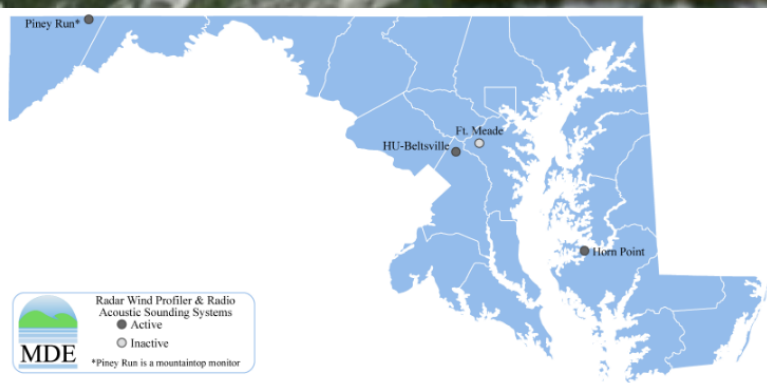 Piney Run*
Ft. Meade
HU-Beltsville
Horn Point
Radar Wind Profiler & Radio
Acoustic Sounding Systems
Active
Inactive
*Piney Run is a mountaintop monitor
MDE